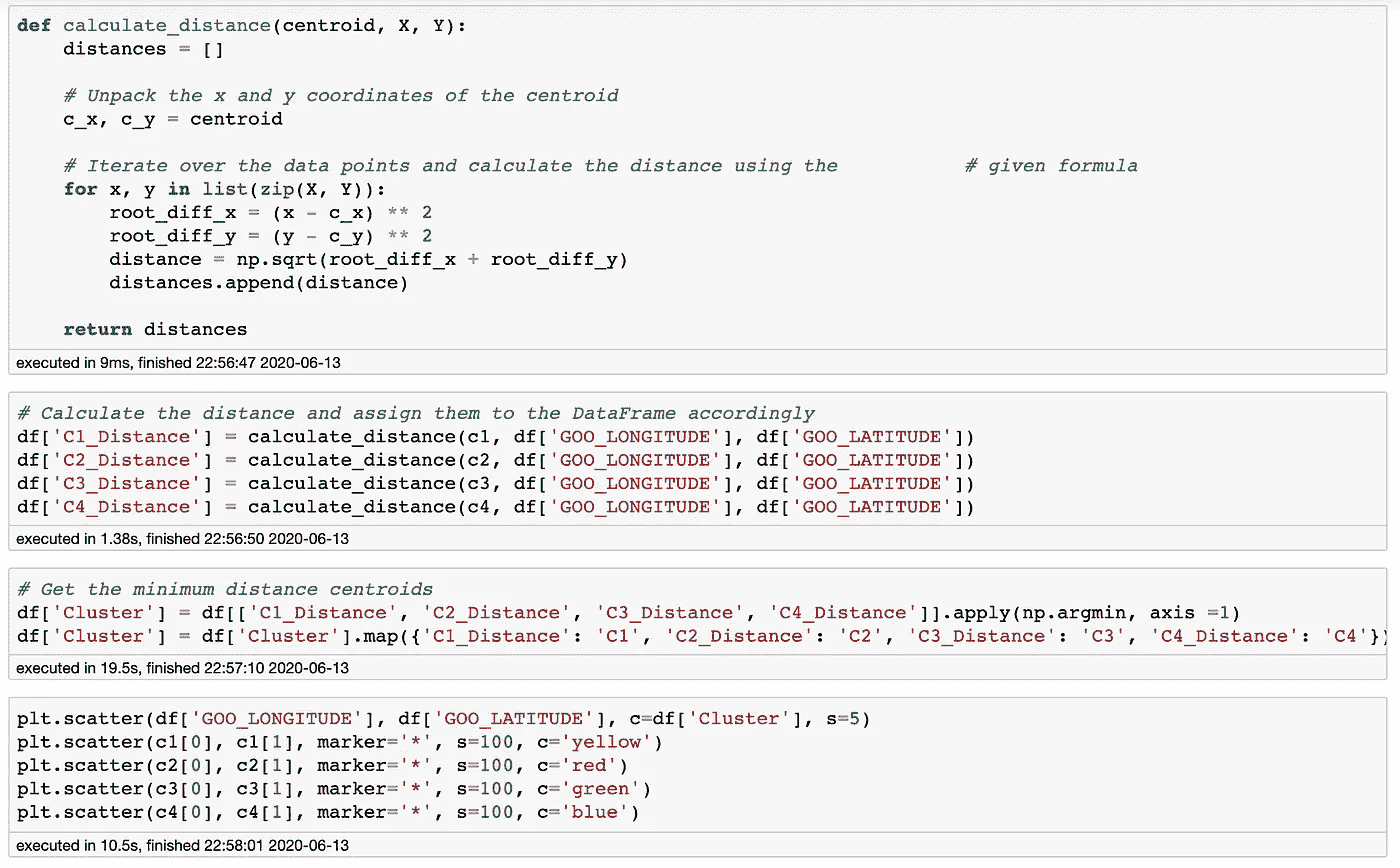 def calculate_distance(centroid, X, Y):
    distances = []
    # Unpack the x and y coordinates of the centroid
    c_x, c_y = centroid
    # Iterate over the data points and calculate the distance using the           # given formula
    for x, y in list(zip(X, Y)):
        root_diff_x = (x - c_x) ** 2
        root_diff_y = (y - c_y) ** 2
        distance = np.sqrt(root_diff_x + root_diff_y)
        distances.append(distance)
    return distances
executed in 9ms, finished 22:56:47 2020-06-13
# Calculate the distance and assign them to the DataFrame accordingly
df['C1_Distance'] = calculate_distance(c1, df['GOO_LONGITUDE'], df['GOO_LATITUDE'])
df['C2_Distance'] = calculate_distance(c2, df['GOO_LONGITUDE'], df['GOO_LATITUDE'])
df['C3_Distance'] = calculate_distance(c3, df['GOO_LONGITUDE'], df['GOO_LATITUDE'])
df['C4_Distance'] = calculate_distance(c4, df['GOO_LONGITUDE'], df['GOO_LATITUDE'])
executed in 1.38s, finished 22:56:50 2020-06-13
# Get the minimum distance centroids
df['Cluster'] = df[['C1_Distance', 'C2_Distance', 'C3_Distance', 'C4_Distance']].apply(np.argmin, axis =1)
df['Cluster'] = df['Cluster'].map({'C1_Distance': 'C1', 'C2_Distance': 'C2', 'C3_Distance': 'C3', 'C4_Distance': 'C4'})
executed in 19.5s, finished 22:57:10 2020-06-13
plt.scatter(df['GOO_LONGITUDE'], df['GOO_LATITUDE'], c=df['Cluster'], s=5)
plt.scatter(c1[0], c1[1], marker='*', s=100, c='yellow')
plt.scatter(c2[0], c2[1], marker='*', s=100, c='red')
plt.scatter(c3[0], c3[1], marker='*', s=100, c='green')
plt.scatter(c4[0], c4[1], marker='*', s=100, c='blue')
executed in 10.5s, finished 22:58:01 2020-06-13